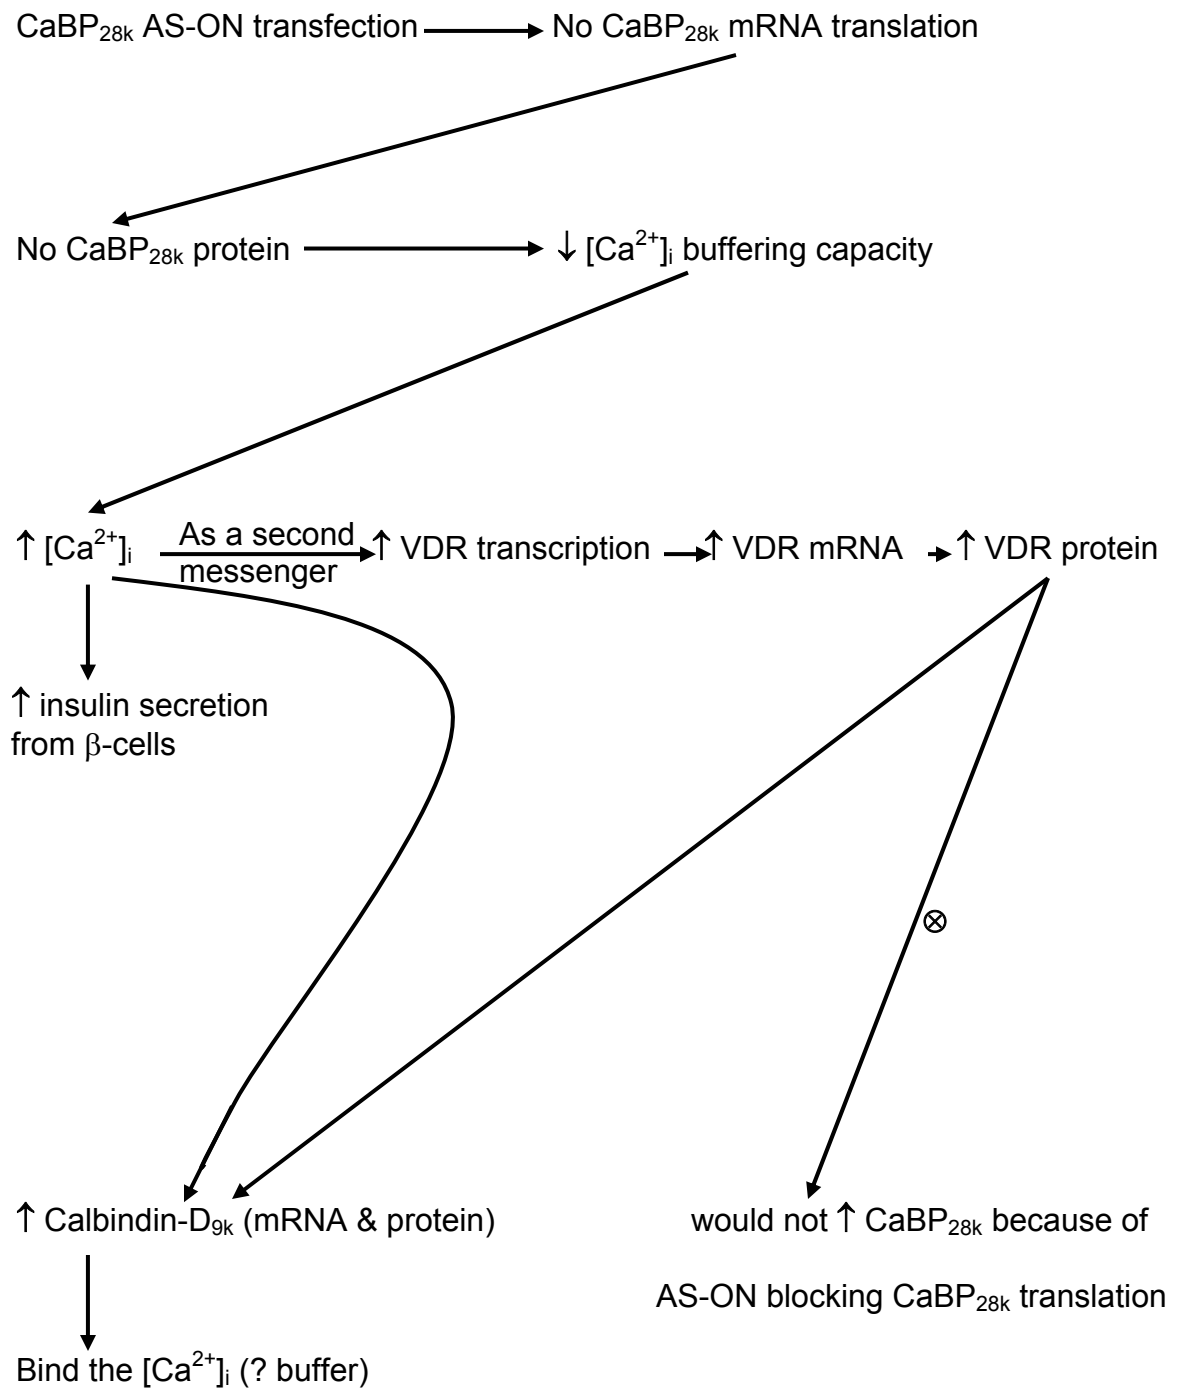 CaBP28k AS-ON transfection → No CaBP28k mRNA translation
No CaBP28k protein → ↓ [Ca2+]i buffering capacity
↑ [Ca2+]i As a second messenger ↑ VDR transcription → ↑ VDR mRNA → ↑ VDR protein
↑ insulin secretion
from β-cells
⊗
↑ Calbindin-D9k (mRNA & protein)
would not ↑ CaBP28k because of
AS-ON blocking CaBP28k translation
Bind the [Ca2+]i (? buffer)